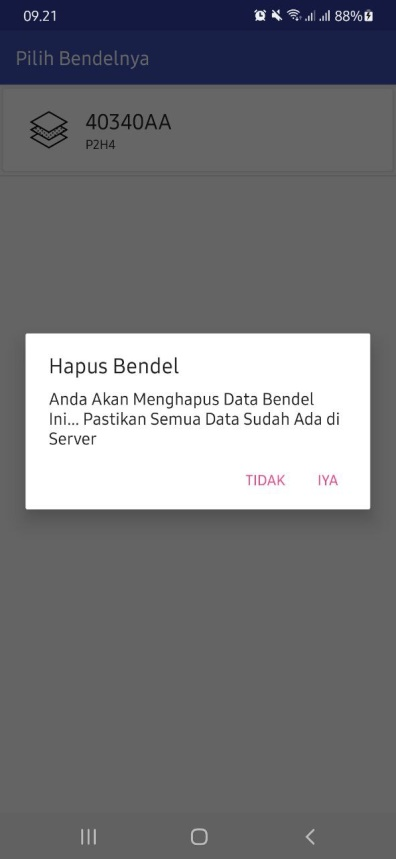 09.21
88%
Pilih Bendelnya
40340AA
P2H4
Hapus Bendel
Anda Akan Menghapus Data Bendel
Ini... Pastikan Semua Data Sudah Ada di
Server
TIDAK IYA